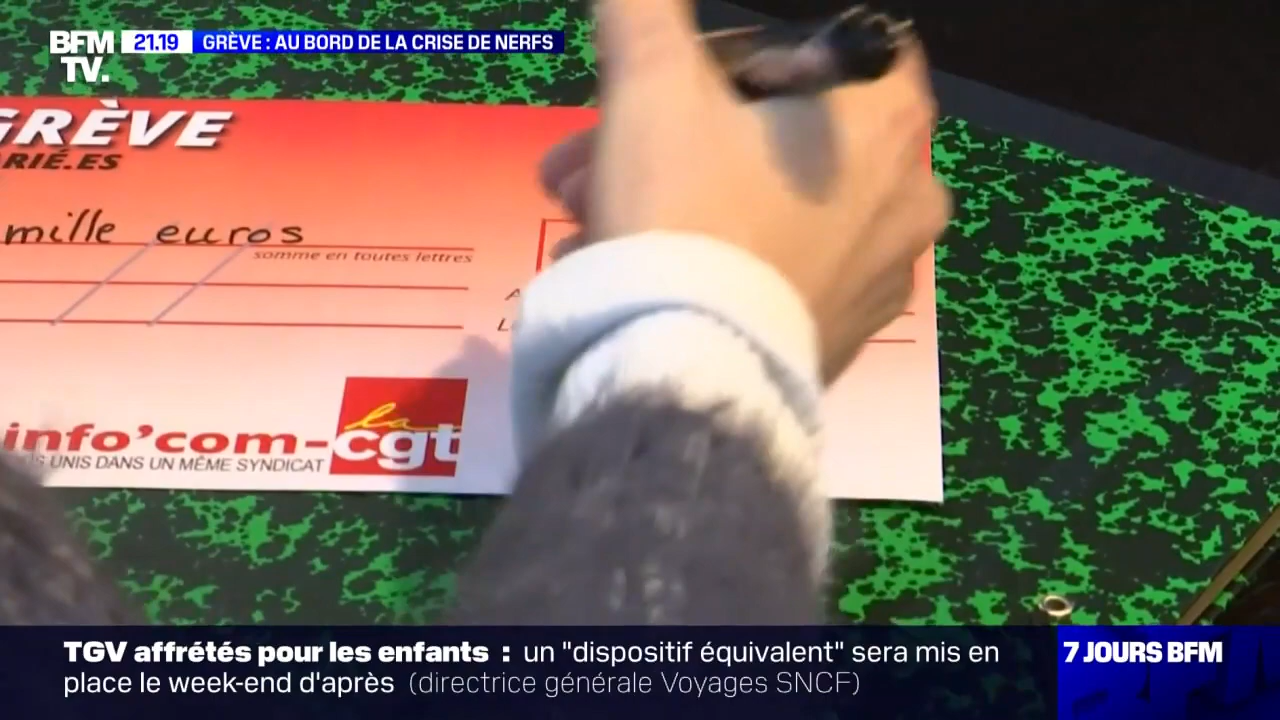 BFM 21.19 GRÈVE : AU BORD DE LA CRISE DE NERFS
TV.
GRÈVE
ARIÉ.ES
mille euros
somme en toutes lettres
info'com-la cgt
UNIS DANS UN MÊME SYNDICAT
TGV affrétés pour les enfants : un "dispositif équivalent" sera mis en
place le week-end d'après (directrice générale Voyages SNCF)
7 JOURS BFM